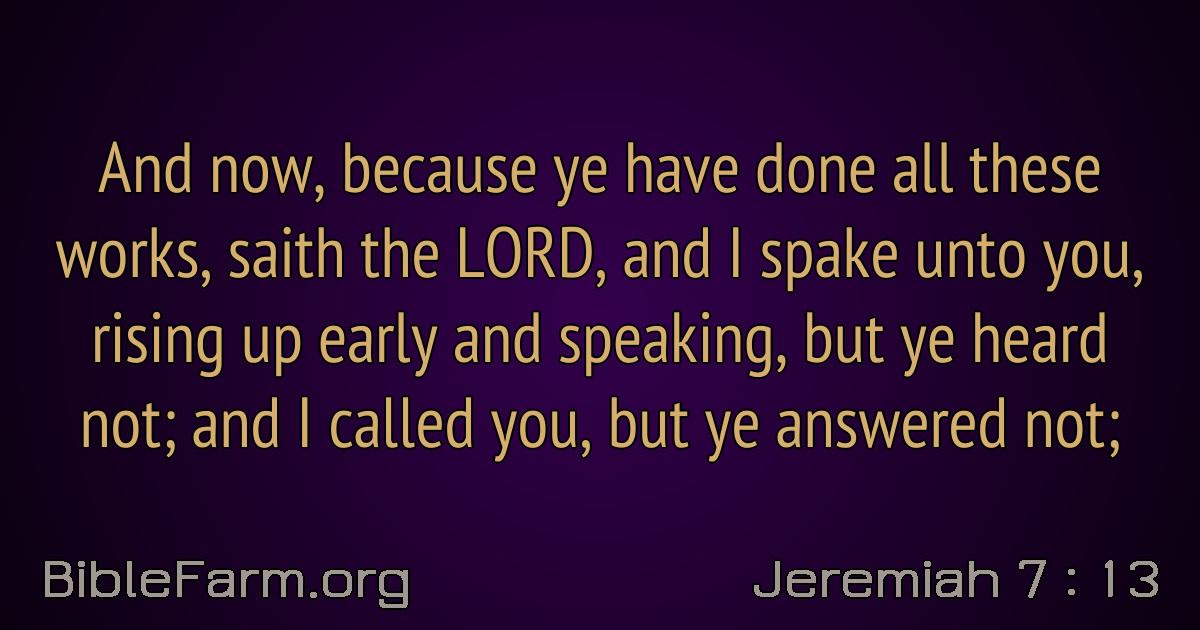 And now, because ye have done all these
works, saith the LORD, and I spake unto you,
rising up early and speaking, but ye heard
not; and I called you, but ye answered not;
BibleFarm.org
Jeremiah 7 : 13